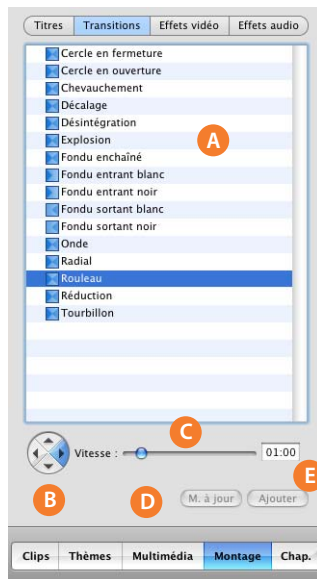 Titres Transitions Effets vidéo Effets audio
Cercle en fermeture
Cercle en ouverture
Chevauchement
Décalage
Désintégration
Explosion
A
Fondu enchaîné
Fondu entrant blanc
Fondu entrant noir
Fondu sortant blanc
Fondu sortant noir
Onde
Radial
Rouleau
Réduction
Tourbillon
C
Vitesse : 01:00
E
B D M. à jour Ajouter
Clips Thèmes Multimédia Montage Chap.